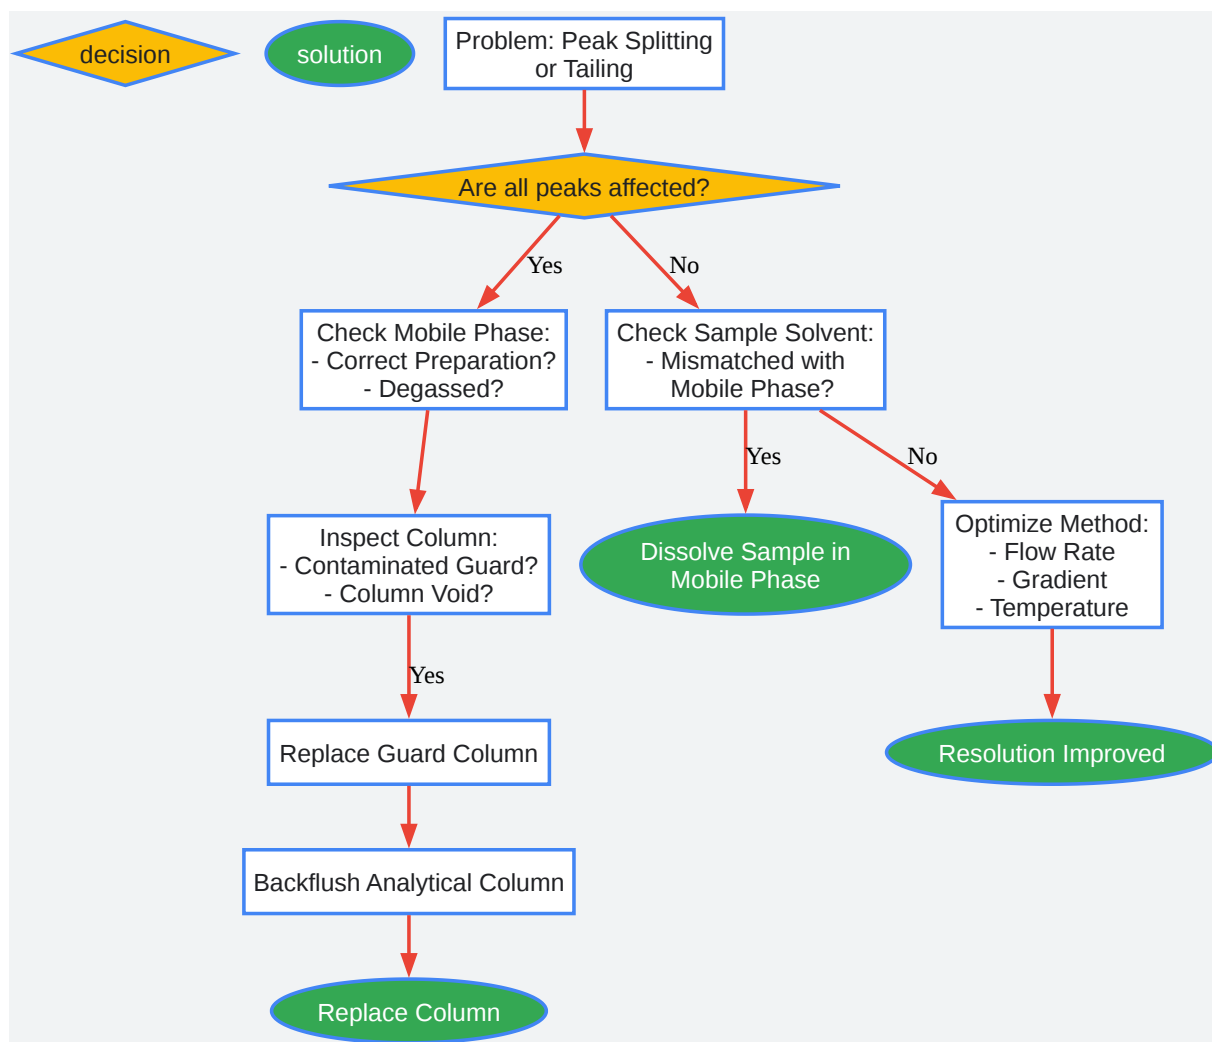 decision
solution
Problem: Peak Splitting
or Tailing
Are all peaks affected?
Yes
No
Check Mobile Phase:
- Correct Preparation?
- Degassed?
Check Sample Solvent:
- Mismatched with
Mobile Phase?
Yes
No
Inspect Column:
- Contaminated Guard?
- Column Void?
Dissolve Sample in
Mobile Phase
Optimize Method:
- Flow Rate
- Gradient
- Temperature
Yes
Replace Guard Column
Resolution Improved
Backflush Analytical Column
Replace Column